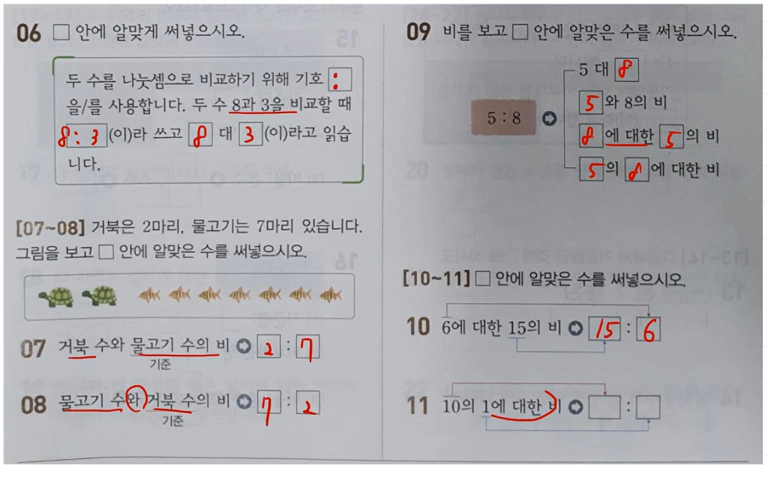 06 □ 안에 알맞게 써넣으시오.
두 수를 나눗셈으로 비교하기 위해 기호 :
을/를 사용합니다. 두 수 8과 3을 비교할 때
8:3 (이)라 쓰고 8 대 3 (이)라고 읽습
니다.
[07~08] 거북은 2마리, 물고기는 7마리 있습니다.
그림을 보고 □ 안에 알맞은 수를 써넣으시오.
07 거북 수와 물고기 수의 비 2 : 7
기준
08 물고기 수와 거북 수의 비 7 : 2
기준
09 비를 보고 □ 안에 알맞은 수를 써넣으시오.
5 : 8
5 대 8
5 와 8의 비
8 에 대한 5 의 비
5 의 8 에 대한 비
[10~11] □ 안에 알맞은 수를 써넣으시오.
10 6에 대한 15의 비 15 : 6
11 10의 1에 대한 비 □ : □